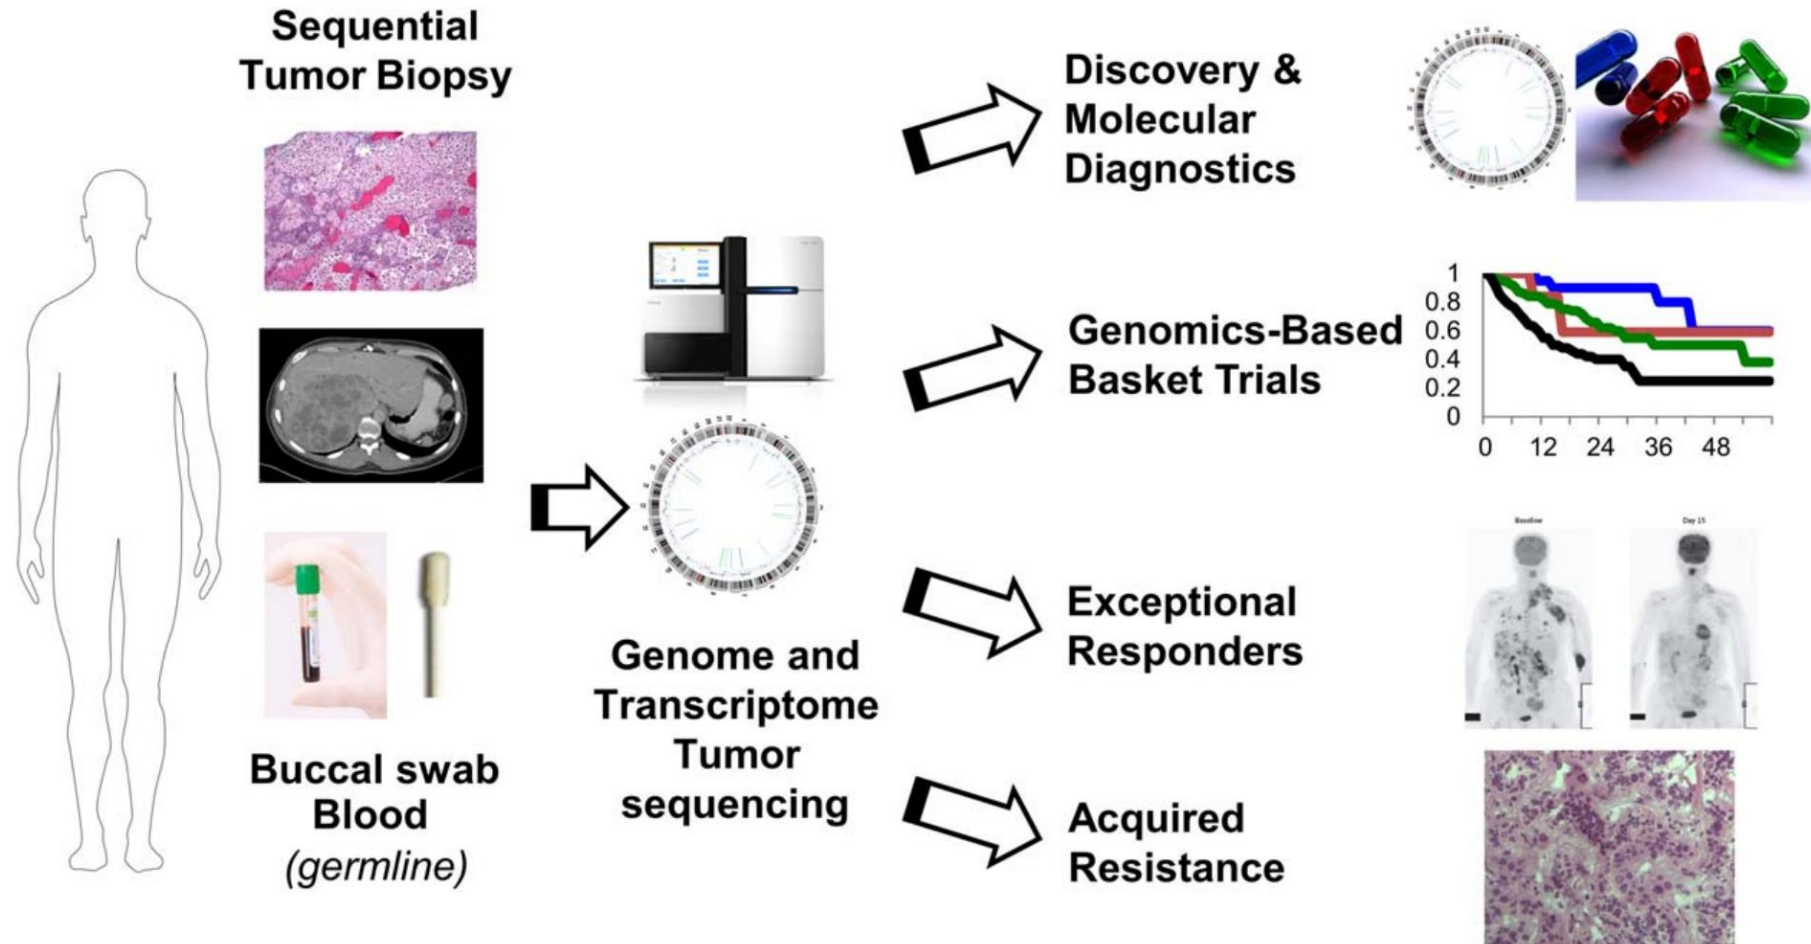 Sequential
Tumor Biopsy
Buccal swab
Blood
(germline)
Genome and
Transcriptome
Tumor
sequencing
Discovery &
Molecular
Diagnostics
Genomics-Based
Basket Trials
1
0.8
0.6
0.4
0.2
0
0 12 24 36 48
Exceptional
Responders
Baseline
Day 15
Acquired
Resistance